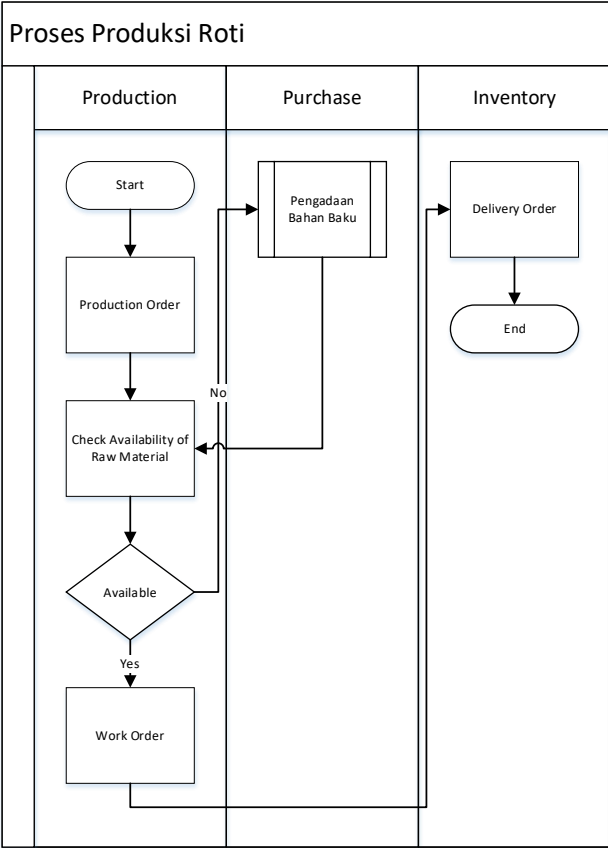 Proses Produksi Roti
Production
Purchase
Inventory
Start
Pengadaan
Bahan Baku
Delivery Order
Production Order
End
No
Check Availability of
Raw Material
Available
Yes
Work Order